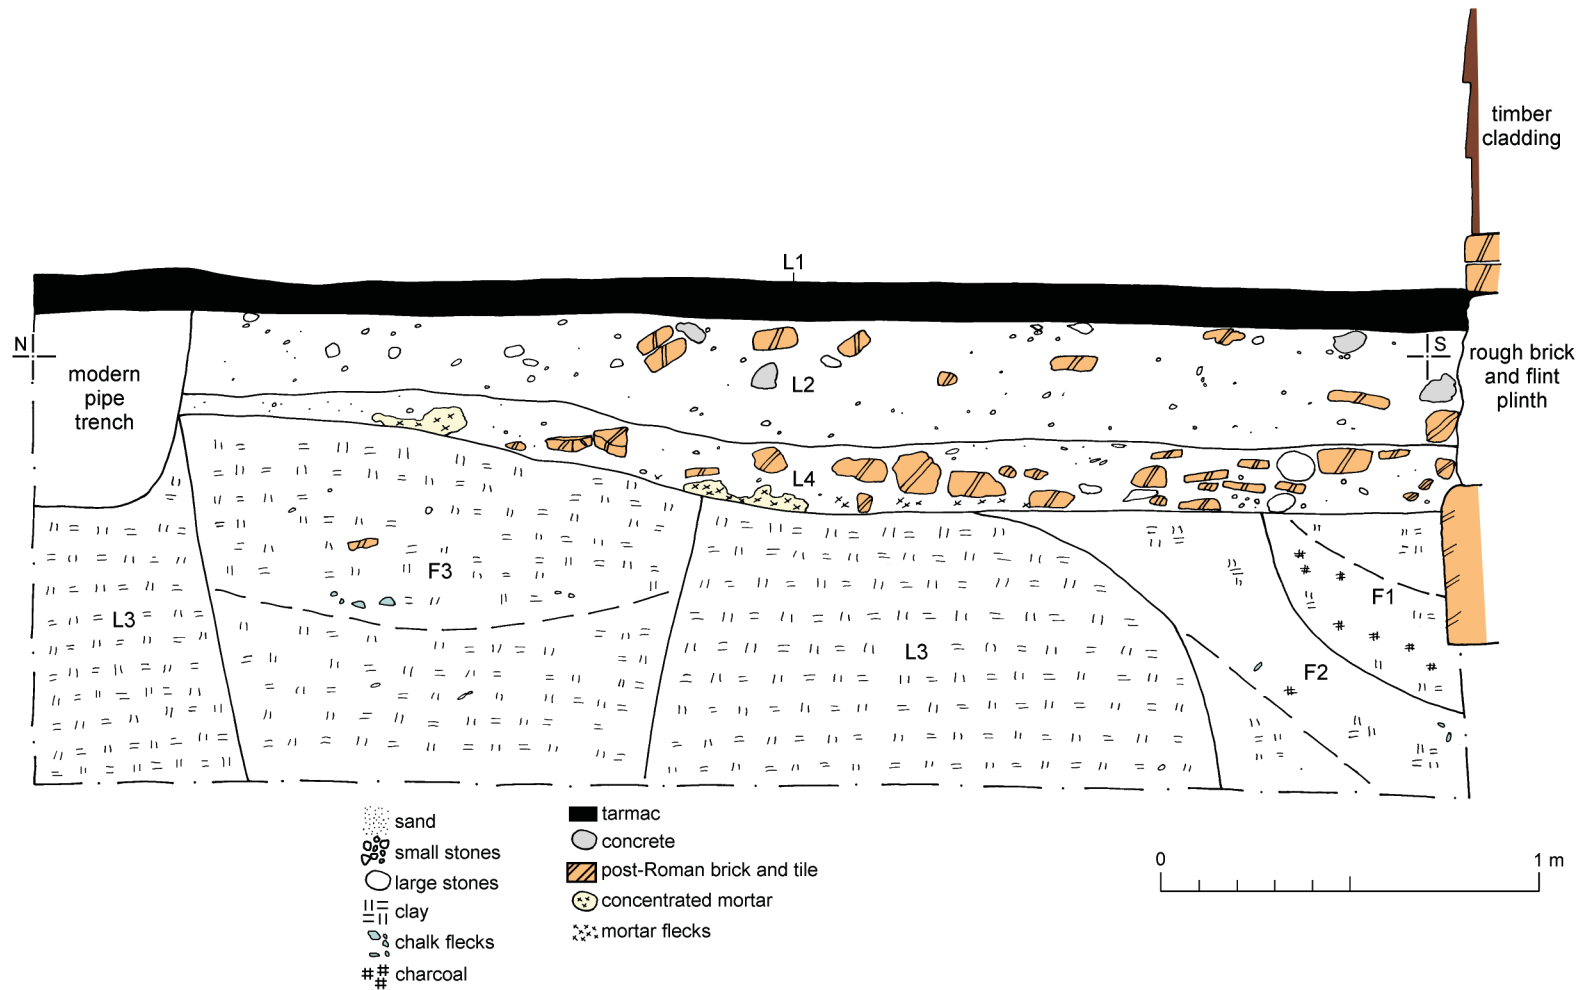 timber
cladding
L1
N
S
modern
pipe
trench
L2
rough brick
and flint
plinth
L4
F3
L3
L3
F1
F2
sand
small stones
large stones
clay
chalk flecks
charcoal
tarmac
concrete
post-Roman brick and tile
concentrated mortar
mortar flecks
0
1 m